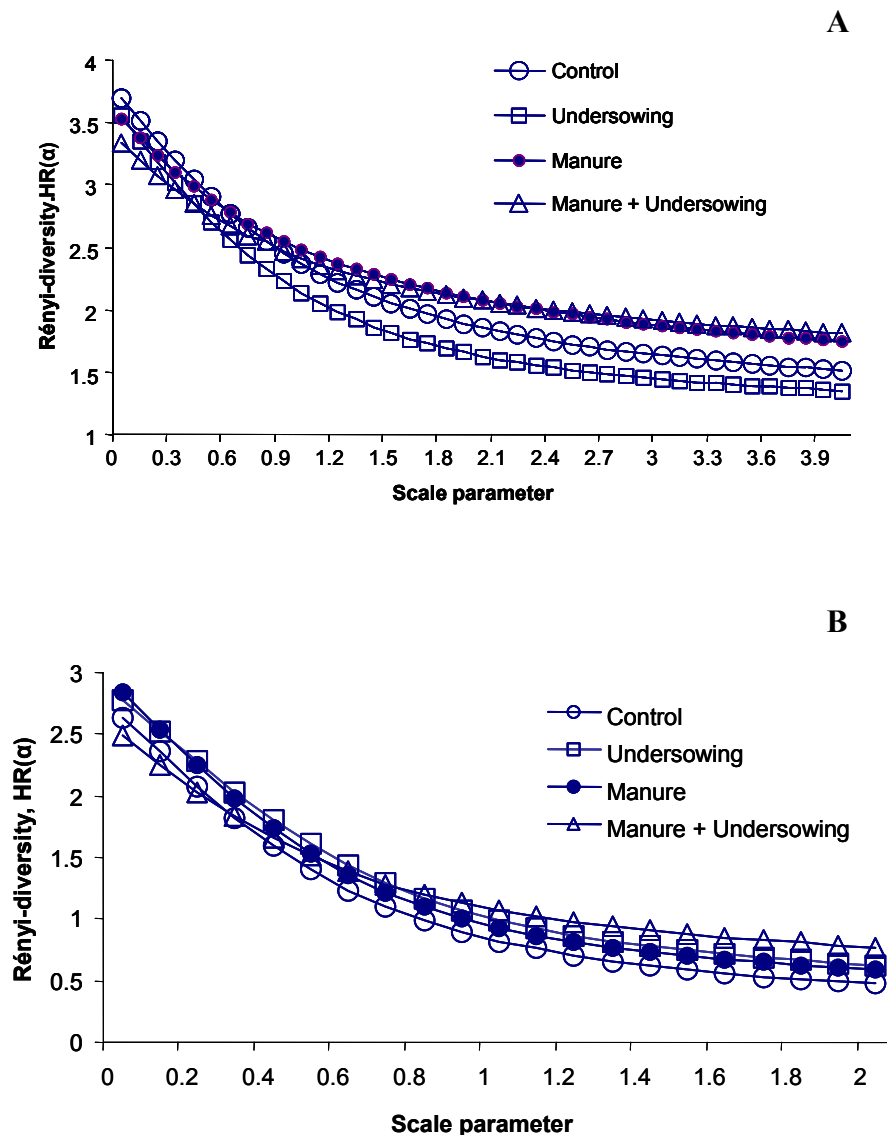 A
4
3.5
3
2.5
2
1.5
1
Rényi-diversity,HR(α)
Control
Undersowing
Manure
Manure + Undersowing
0 0.3 0.6 0.9 1.2 1.5 1.8 2.1 2.4 2.7 3 3.3 3.6 3.9
Scale parameter
B
3
2.5
2
1.5
1
0.5
0
Rényi-diversity, HR(α)
Control
Undersowing
Manure
Manure + Undersowing
0 0.2 0.4 0.6 0.8 1 1.2 1.4 1.6 1.8 2
Scale parameter